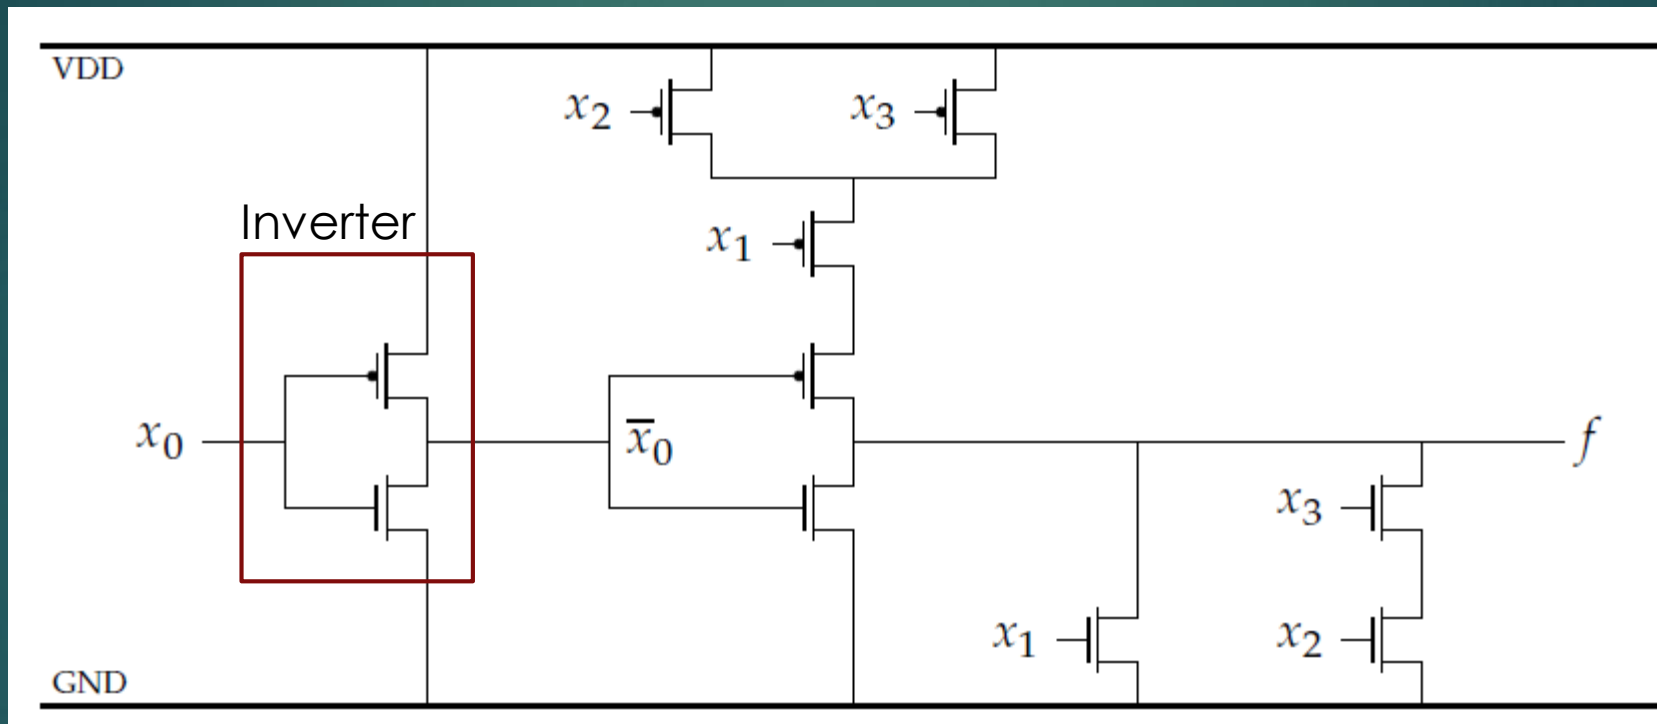 VDD
x₂
x₃
Inverter
x₁
x₀
x̅₀
f
x₃
x₁
x₂
GND